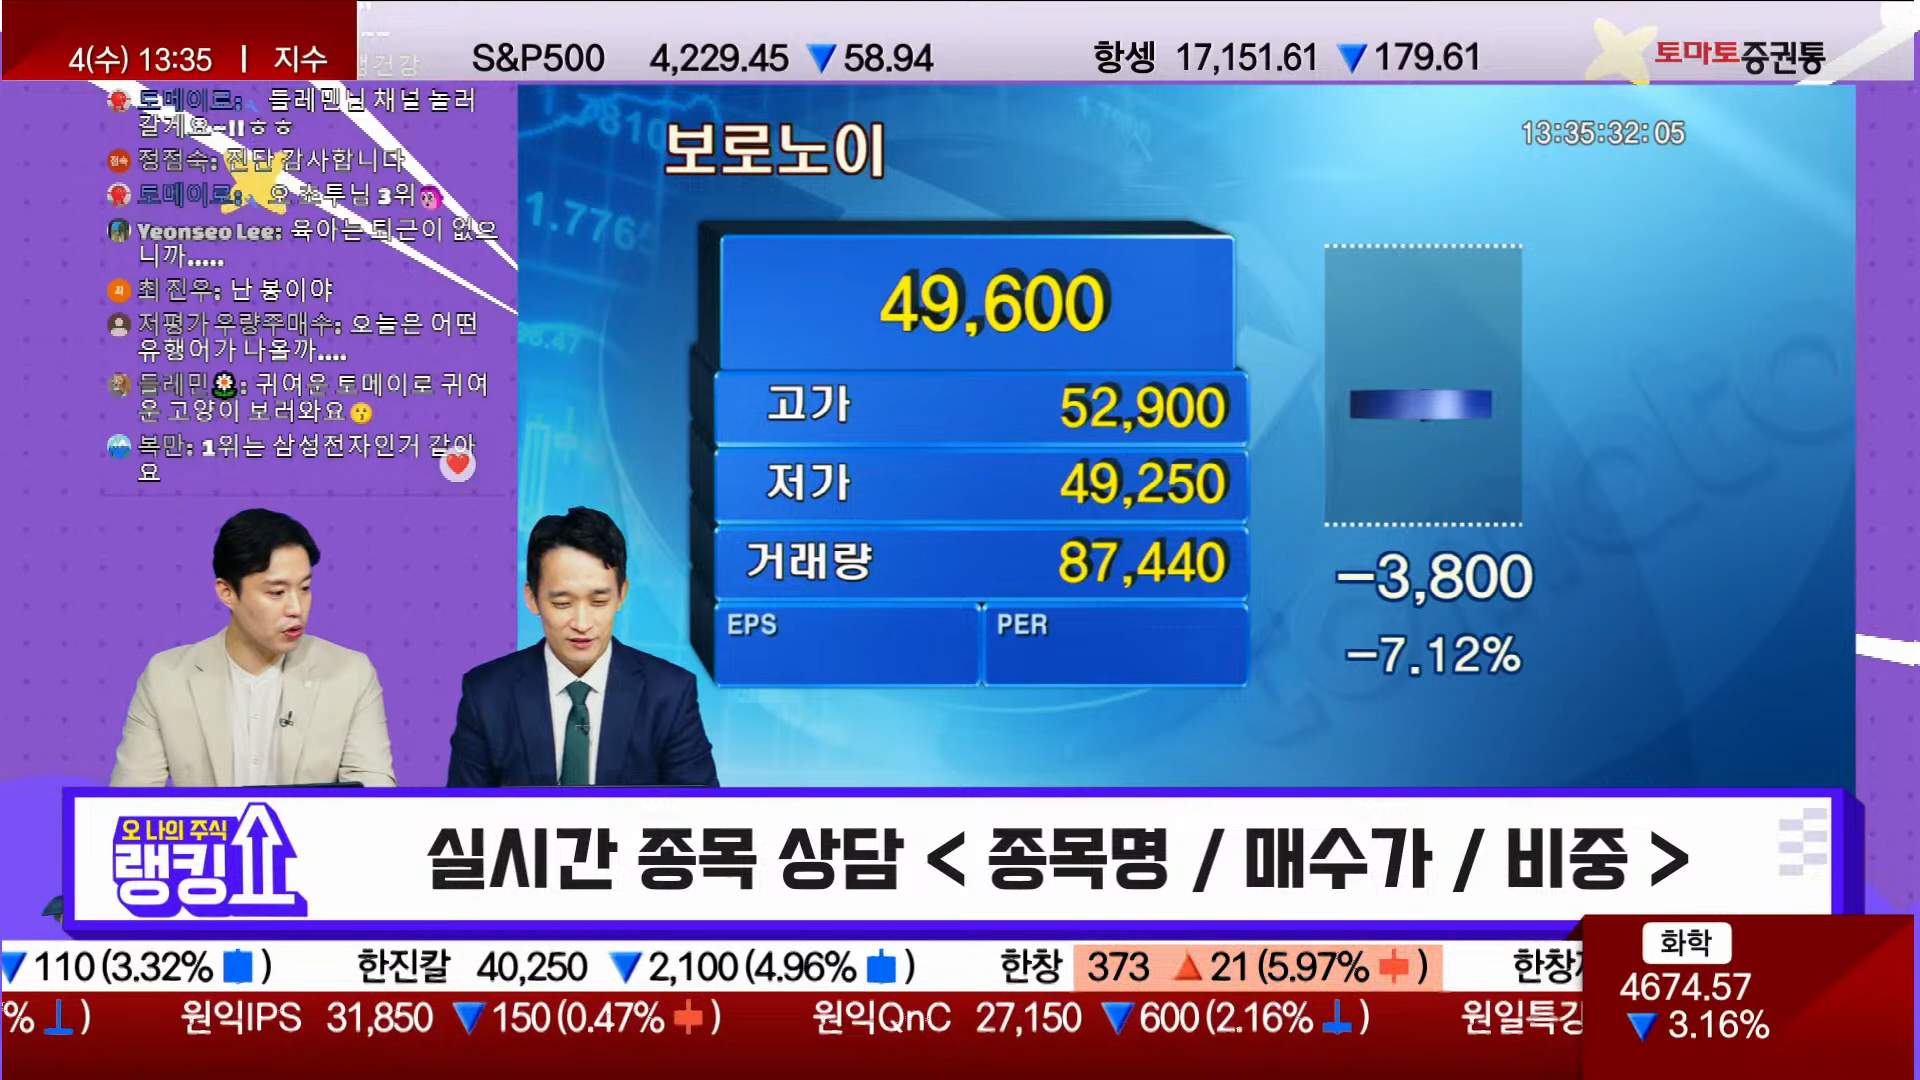 4(수) 13:35 | 지수
S&P500 4,229.45 ▼58.94 항셍 17,151.61 ▼179.61
토마토증권통
토메이로: 들레민님 채널 놀러
갈게요~!!ㅎㅎ
정점숙: 진단 감사합니다
토메이로: 오 초투님 3위
Yeonseo Lee: 육아는 퇴근이 없으
니까.....
최진우: 난 봉이야
저평가우량주매수: 오늘은 어떤
유행어가 나올까....
들레민: 귀여운 토메이로 귀여
운 고양이 보러와요
복만: 1위는 삼성전자인거 같아
요
보로노이
13:35:32:05
49,600
고가 52,900
저가 49,250
거래량 87,440
EPS PER
-3,800
-7.12%
오 나의 주식
랭킹쇼
실시간 종목 상담 < 종목명 / 매수가 / 비중 >
▼110(3.32% ) 한진칼 40,250 ▼2,100(4.96% ) 한창 373 ▲21(5.97% ) 한창
% ) 원익IPS 31,850 ▼150(0.47% ) 원익QnC 27,150 ▼600(2.16% ) 원일특강
화학
4674.57
▼ 3.16%